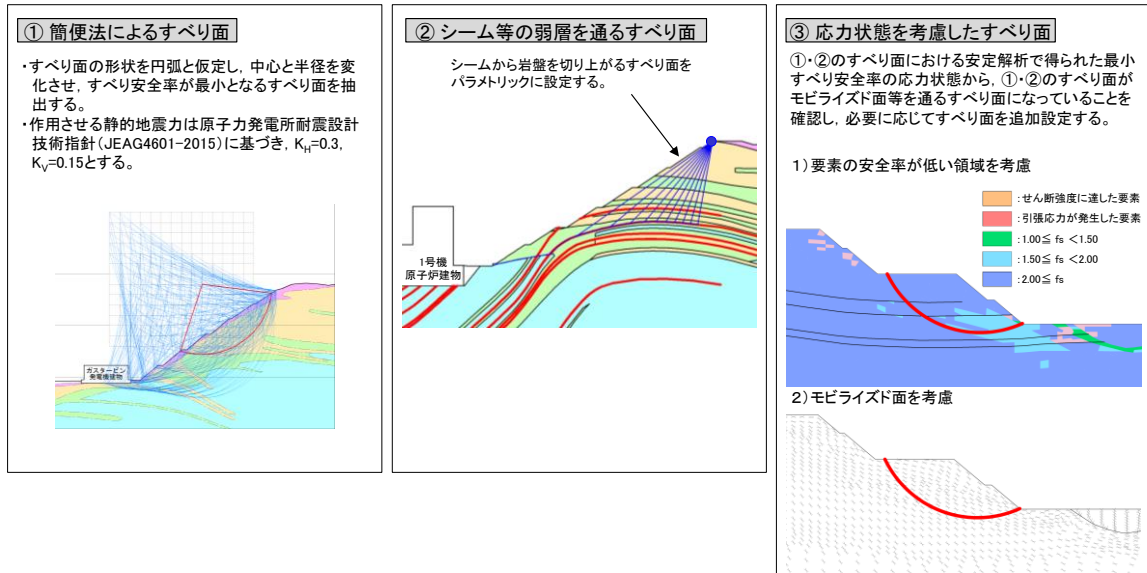 ① 簡便法によるすべり面
・すべり面の形状を円弧と仮定し，中心と半径を変
化させ，すべり安全率が最小となるすべり面を抽
出する。
・作用させる静的地震力は原子力発電所耐震設計
技術指針（JEAG4601-2015）に基づき，KH=0.3，
KV=0.15とする。
ガスタービン
発電機建物
② シーム等の弱層を通るすべり面
シームから岩盤を切り上がるすべり面を
パラメトリックに設定する。
1号機
原子炉建物
③ 応力状態を考慮したすべり面
①・②のすべり面における安定解析で得られた最小
すべり安全率の応力状態から，①・②のすべり面が
モビライズド面等を通るすべり面になっていることを
確認し，必要に応じてすべり面を追加設定する。
1）要素の安全率が低い領域を考慮
：せん断強度に達した要素
：引張応力が発生した要素
：1.00≦ fs ＜1.50
：1.50≦ fs ＜2.00
：2.00≦ fs
2）モビライズド面を考慮